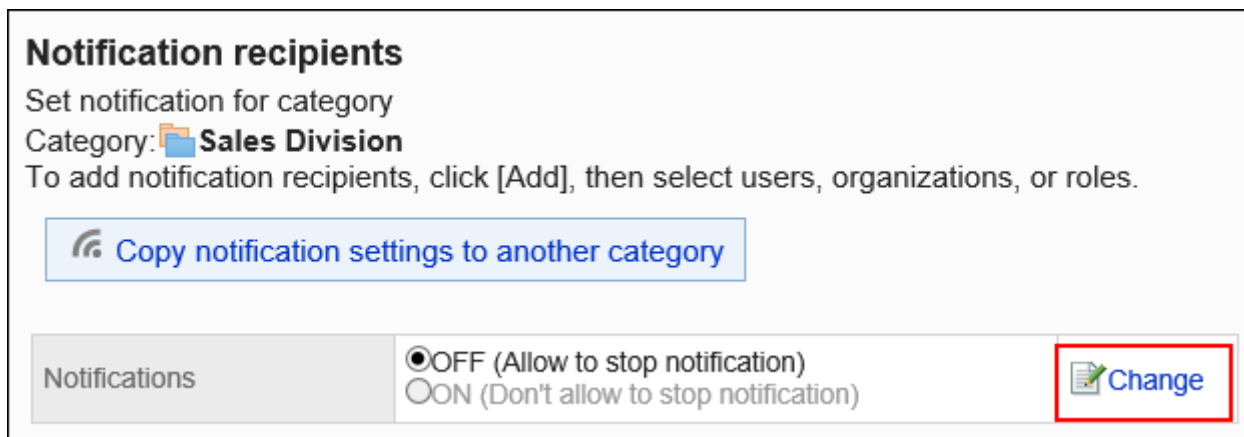 Notification recipients
Set notification for category
Category: Sales Division
To add notification recipients, click [Add], then select users, organizations, or roles.
Copy notification settings to another category
Notifications
OFF (Allow to stop notification)
ON (Don't allow to stop notification)
Change